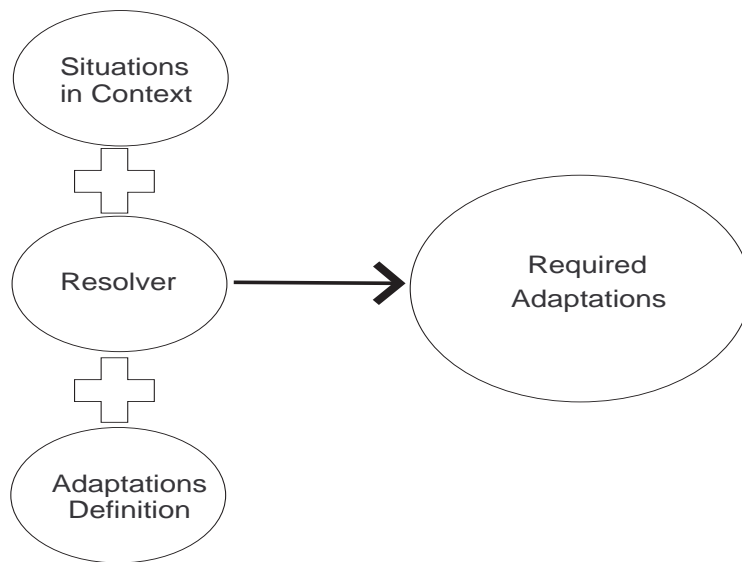 Situations
in Context
Resolver
Required
Adaptations
Adaptations
Definition